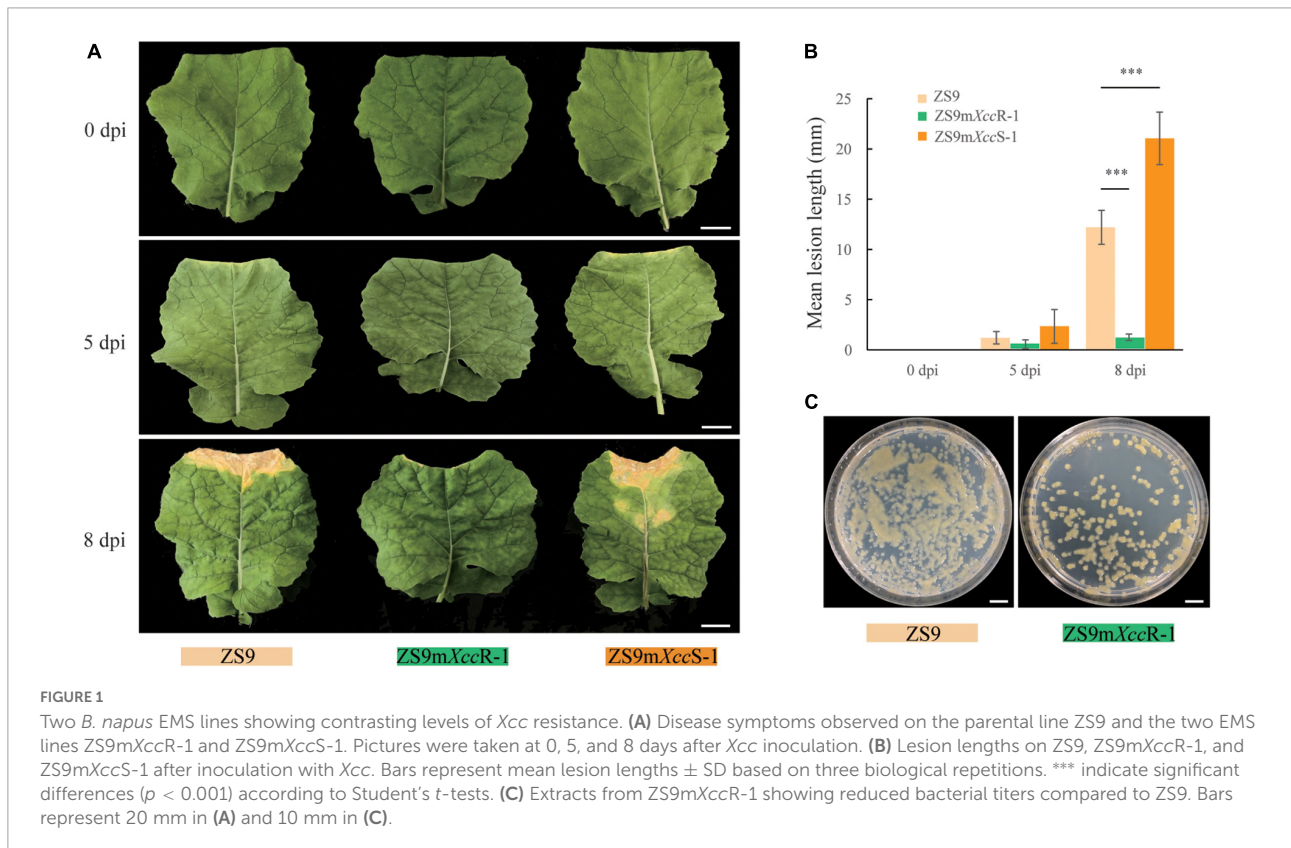 A
0 dpi
5 dpi
8 dpi
ZS9
ZS9mXccR-1
ZS9mXccS-1
B
Mean lesion length (mm)
25
20
15
10
5
0
ZS9
ZS9mXccR-1
ZS9mXccS-1
***
***
0 dpi
5 dpi
8 dpi
C
ZS9
ZS9mXccR-1
FIGURE 1
Two B. napus EMS lines showing contrasting levels of Xcc resistance. (A) Disease symptoms observed on the parental line ZS9 and the two EMS
lines ZS9mXccR-1 and ZS9mXccS-1. Pictures were taken at 0, 5, and 8 days after Xcc inoculation. (B) Lesion lengths on ZS9, ZS9mXccR-1, and
ZS9mXccS-1 after inoculation with Xcc. Bars represent mean lesion lengths ± SD based on three biological repetitions. *** indicate significant
differences (p < 0.001) according to Student’s t-tests. (C) Extracts from ZS9mXccR-1 showing reduced bacterial titers compared to ZS9. Bars
represent 20 mm in (A) and 10 mm in (C).